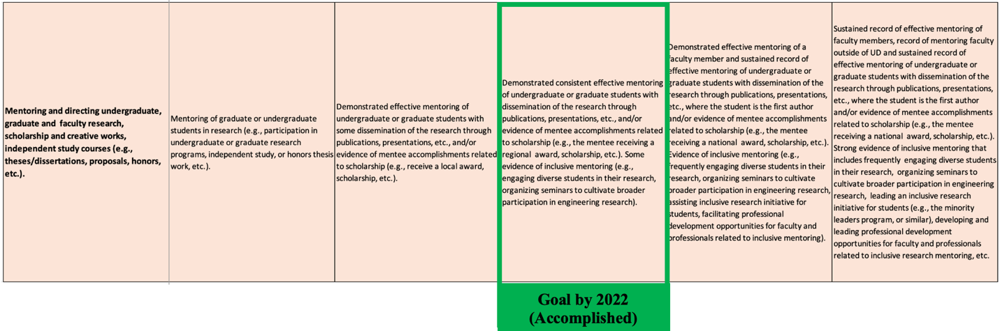 Mentoring and directing undergraduate,
graduate and  faculty research,
scholarship and creative works,
independent study courses (e.g.,
theses/dissertations, proposals, honors,
etc.).
Mentoring of graduate or undergraduate
students in research (e.g., participation in
undergraduate or graduate research
programs, independent study, or honors thesis
work, etc.).
Demonstrated effective mentoring of
undergraduate or graduate students with
some dissemination of the research through
publications, presentations, etc., and/or
evidence of mentee accomplishments related
to scholarship (e.g., receive a local award,
scholarship, etc.).
Demonstrated consistent effective mentoring
of undergraduate or graduate students with
dissemination of the research through
publications, presentations, etc., and/or
evidence of mentee accomplishments related
to scholarship (e.g., the mentee receiving a
regional  award, scholarship, etc.). Some
evidence of inclusive mentoring (e.g.,
engaging diverse students in their research,
organizing seminars to cultivate broader
participation in engineering research).
Demonstrated effective mentoring of a
faculty member and sustained record of
effective mentoring of undergraduate or
graduate students with dissemination of the
research through publications, presentations,
etc., where the student is the first author
and/or evidence of mentee accomplishments
related to scholarship (e.g., the mentee
receiving a national  award, scholarship, etc.).
Evidence of inclusive mentoring (e.g.,
frequently engaging diverse students in their
research, organizing seminars to cultivate
broader participation in engineering research,
assisting inclusive research initiative for
students, facilitating professional
development opportunities for faculty and
professionals related to inclusive mentoring).
Sustained record of effective mentoring of
faculty members, record of mentoring faculty
outside of UD and sustained record of
effective mentoring of undergraduate or
graduate students with dissemination of the
research through publications, presentations,
etc., where the student is the first author
and/or evidence of mentee accomplishments
related to scholarship (e.g., the mentee
receiving a national  award, scholarship, etc.).
Strong evidence of inclusive mentoring that
includes frequently  engaging diverse students
in their research,  organizing seminars to
cultivate broader participation in engineering
research,  leading an inclusive research
initiative for students (e.g., the minority
leaders program, or similar), developing and
leading professional development
opportunities for faculty and professionals
related to inclusive research mentoring, etc.
Goal by 2022
(Accomplished)